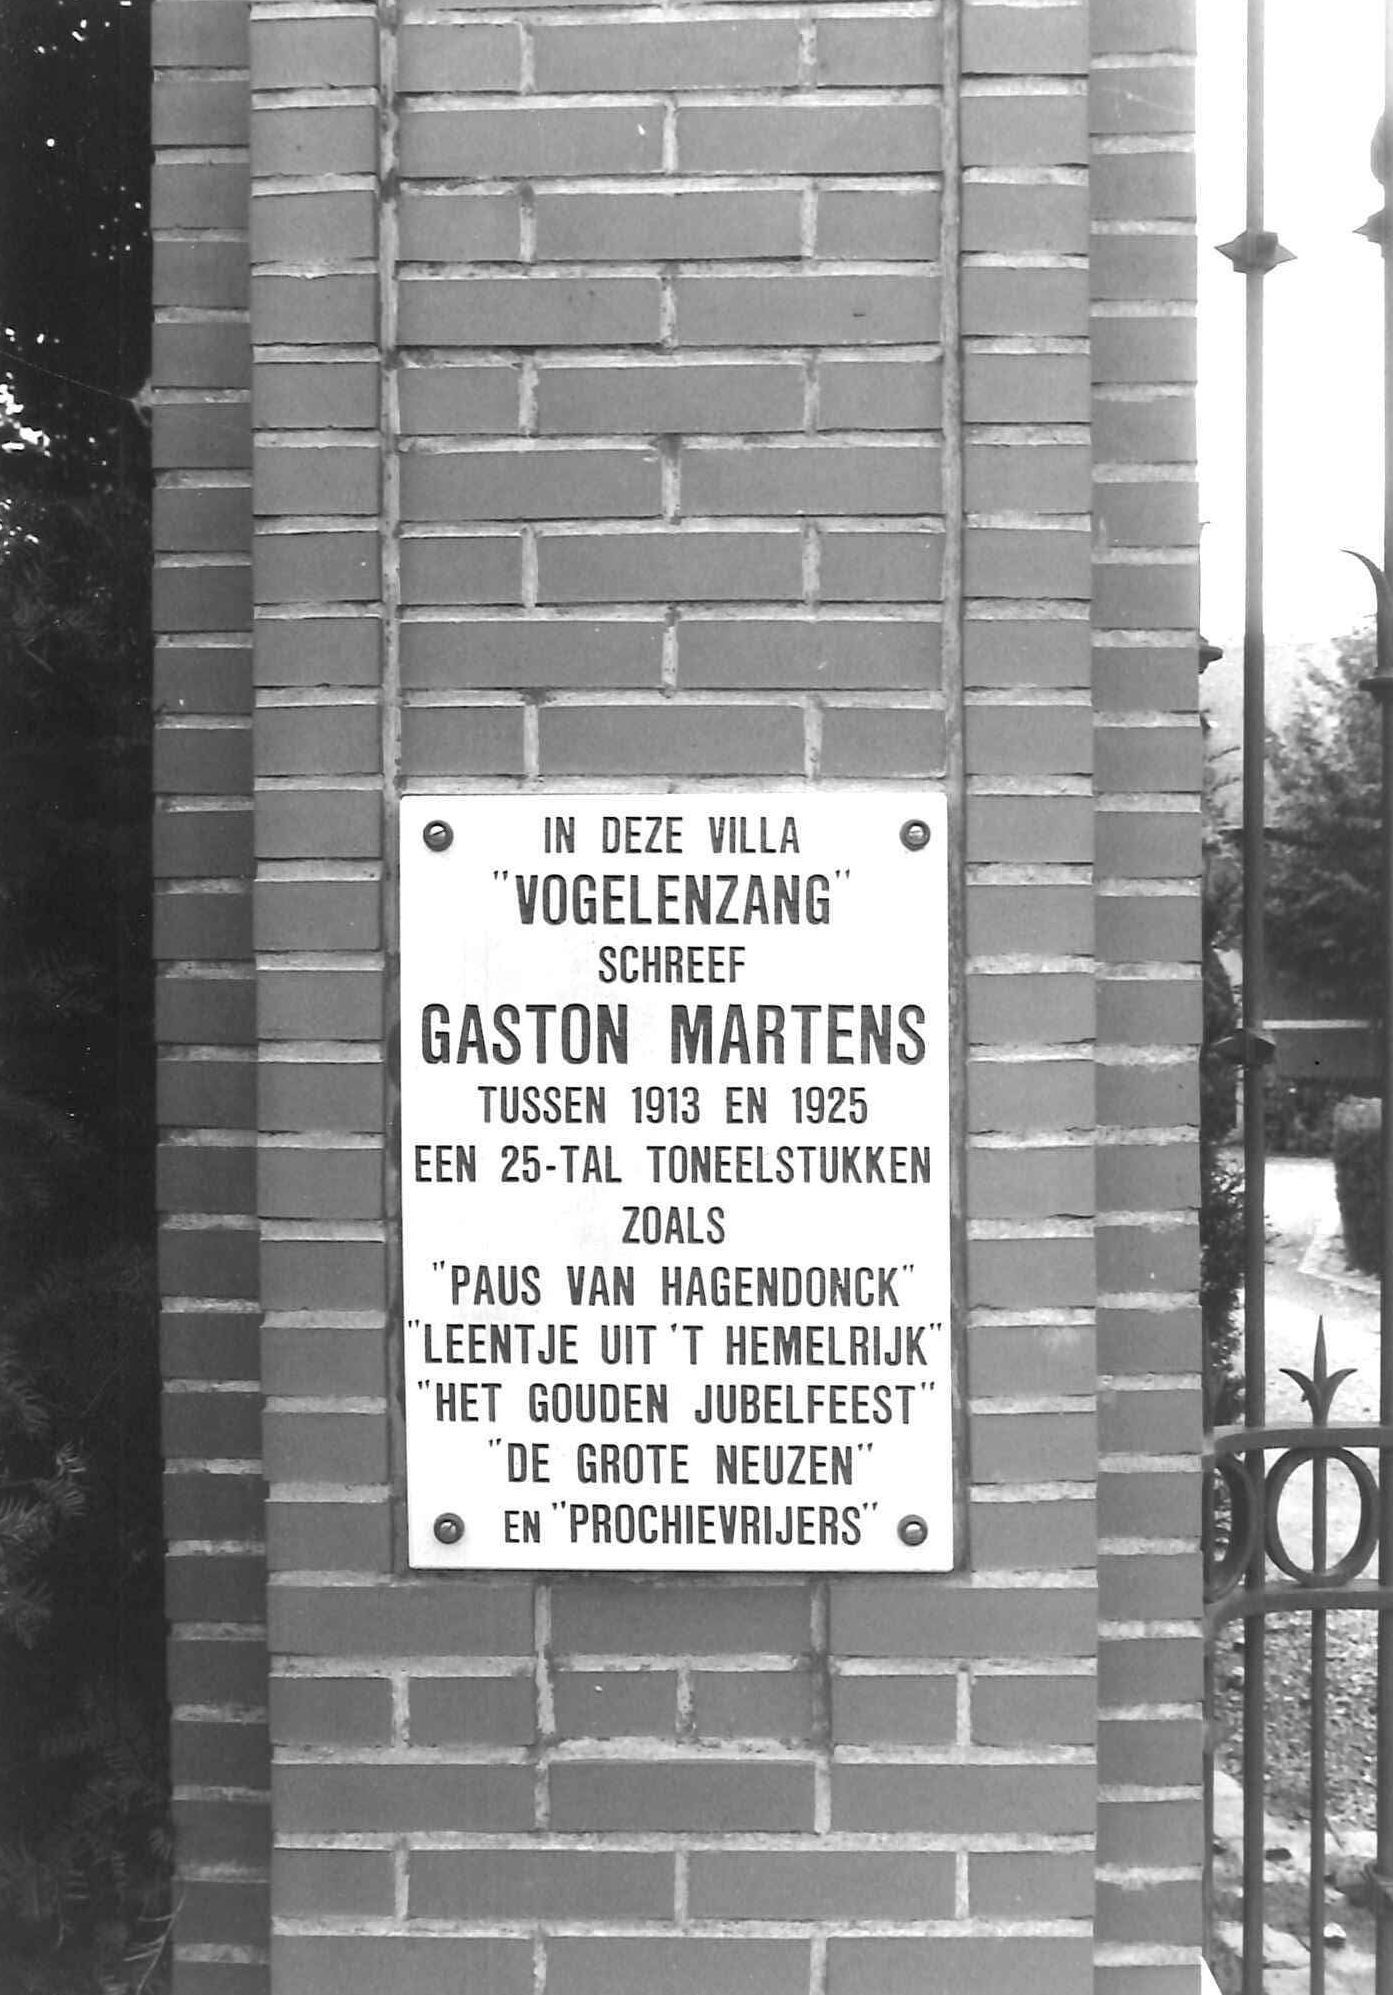 IN DEZE VILLA
"VOGELENZANG"
SCHREEF
GASTON MARTENS
TUSSEN 1913 EN 1925
EEN 25-TAL TONEELSTUKKEN
ZOALS
"PAUS VAN HAGENDONCK"
"LEENTJE UIT 'T HEMELRIJK"
"HET GOUDEN JUBELFEEST"
"DE GROTE NEUZEN"
EN "PROCHIEVRIJERS"